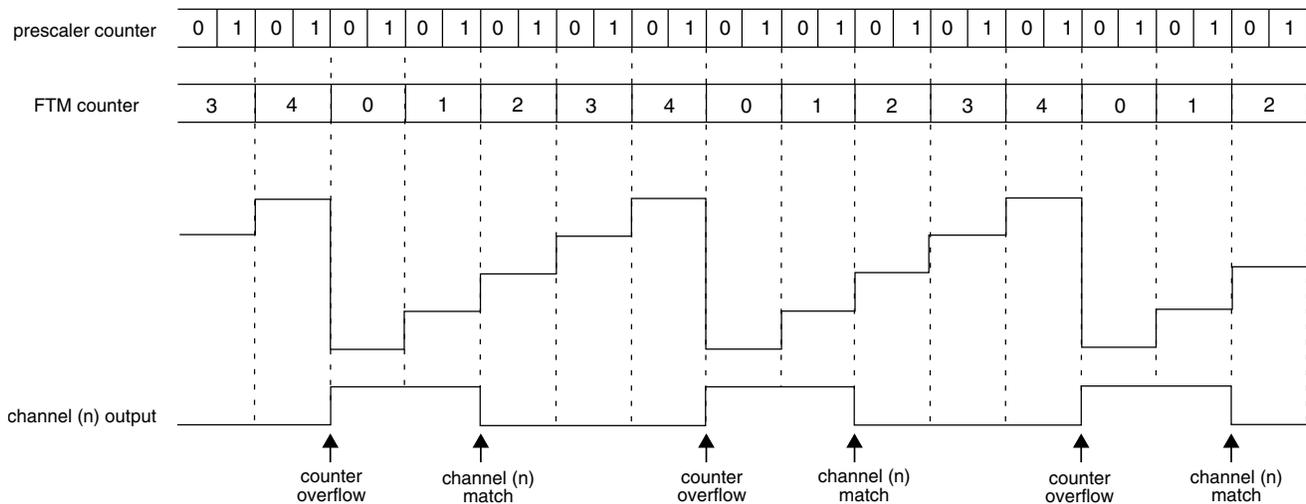 prescaler counter 0 1 0 1 0 1 0 1 0 1 0 1 0 1 0 1 0 1 0 1 0 1 0 1 0 1 0 1 0 1
FTM counter 3 4 0 1 2 3 4 0 1 2 3 4 0 1 2
channel (n) output
counter overflow
channel (n) match
counter overflow
channel (n) match
counter overflow
channel (n) match